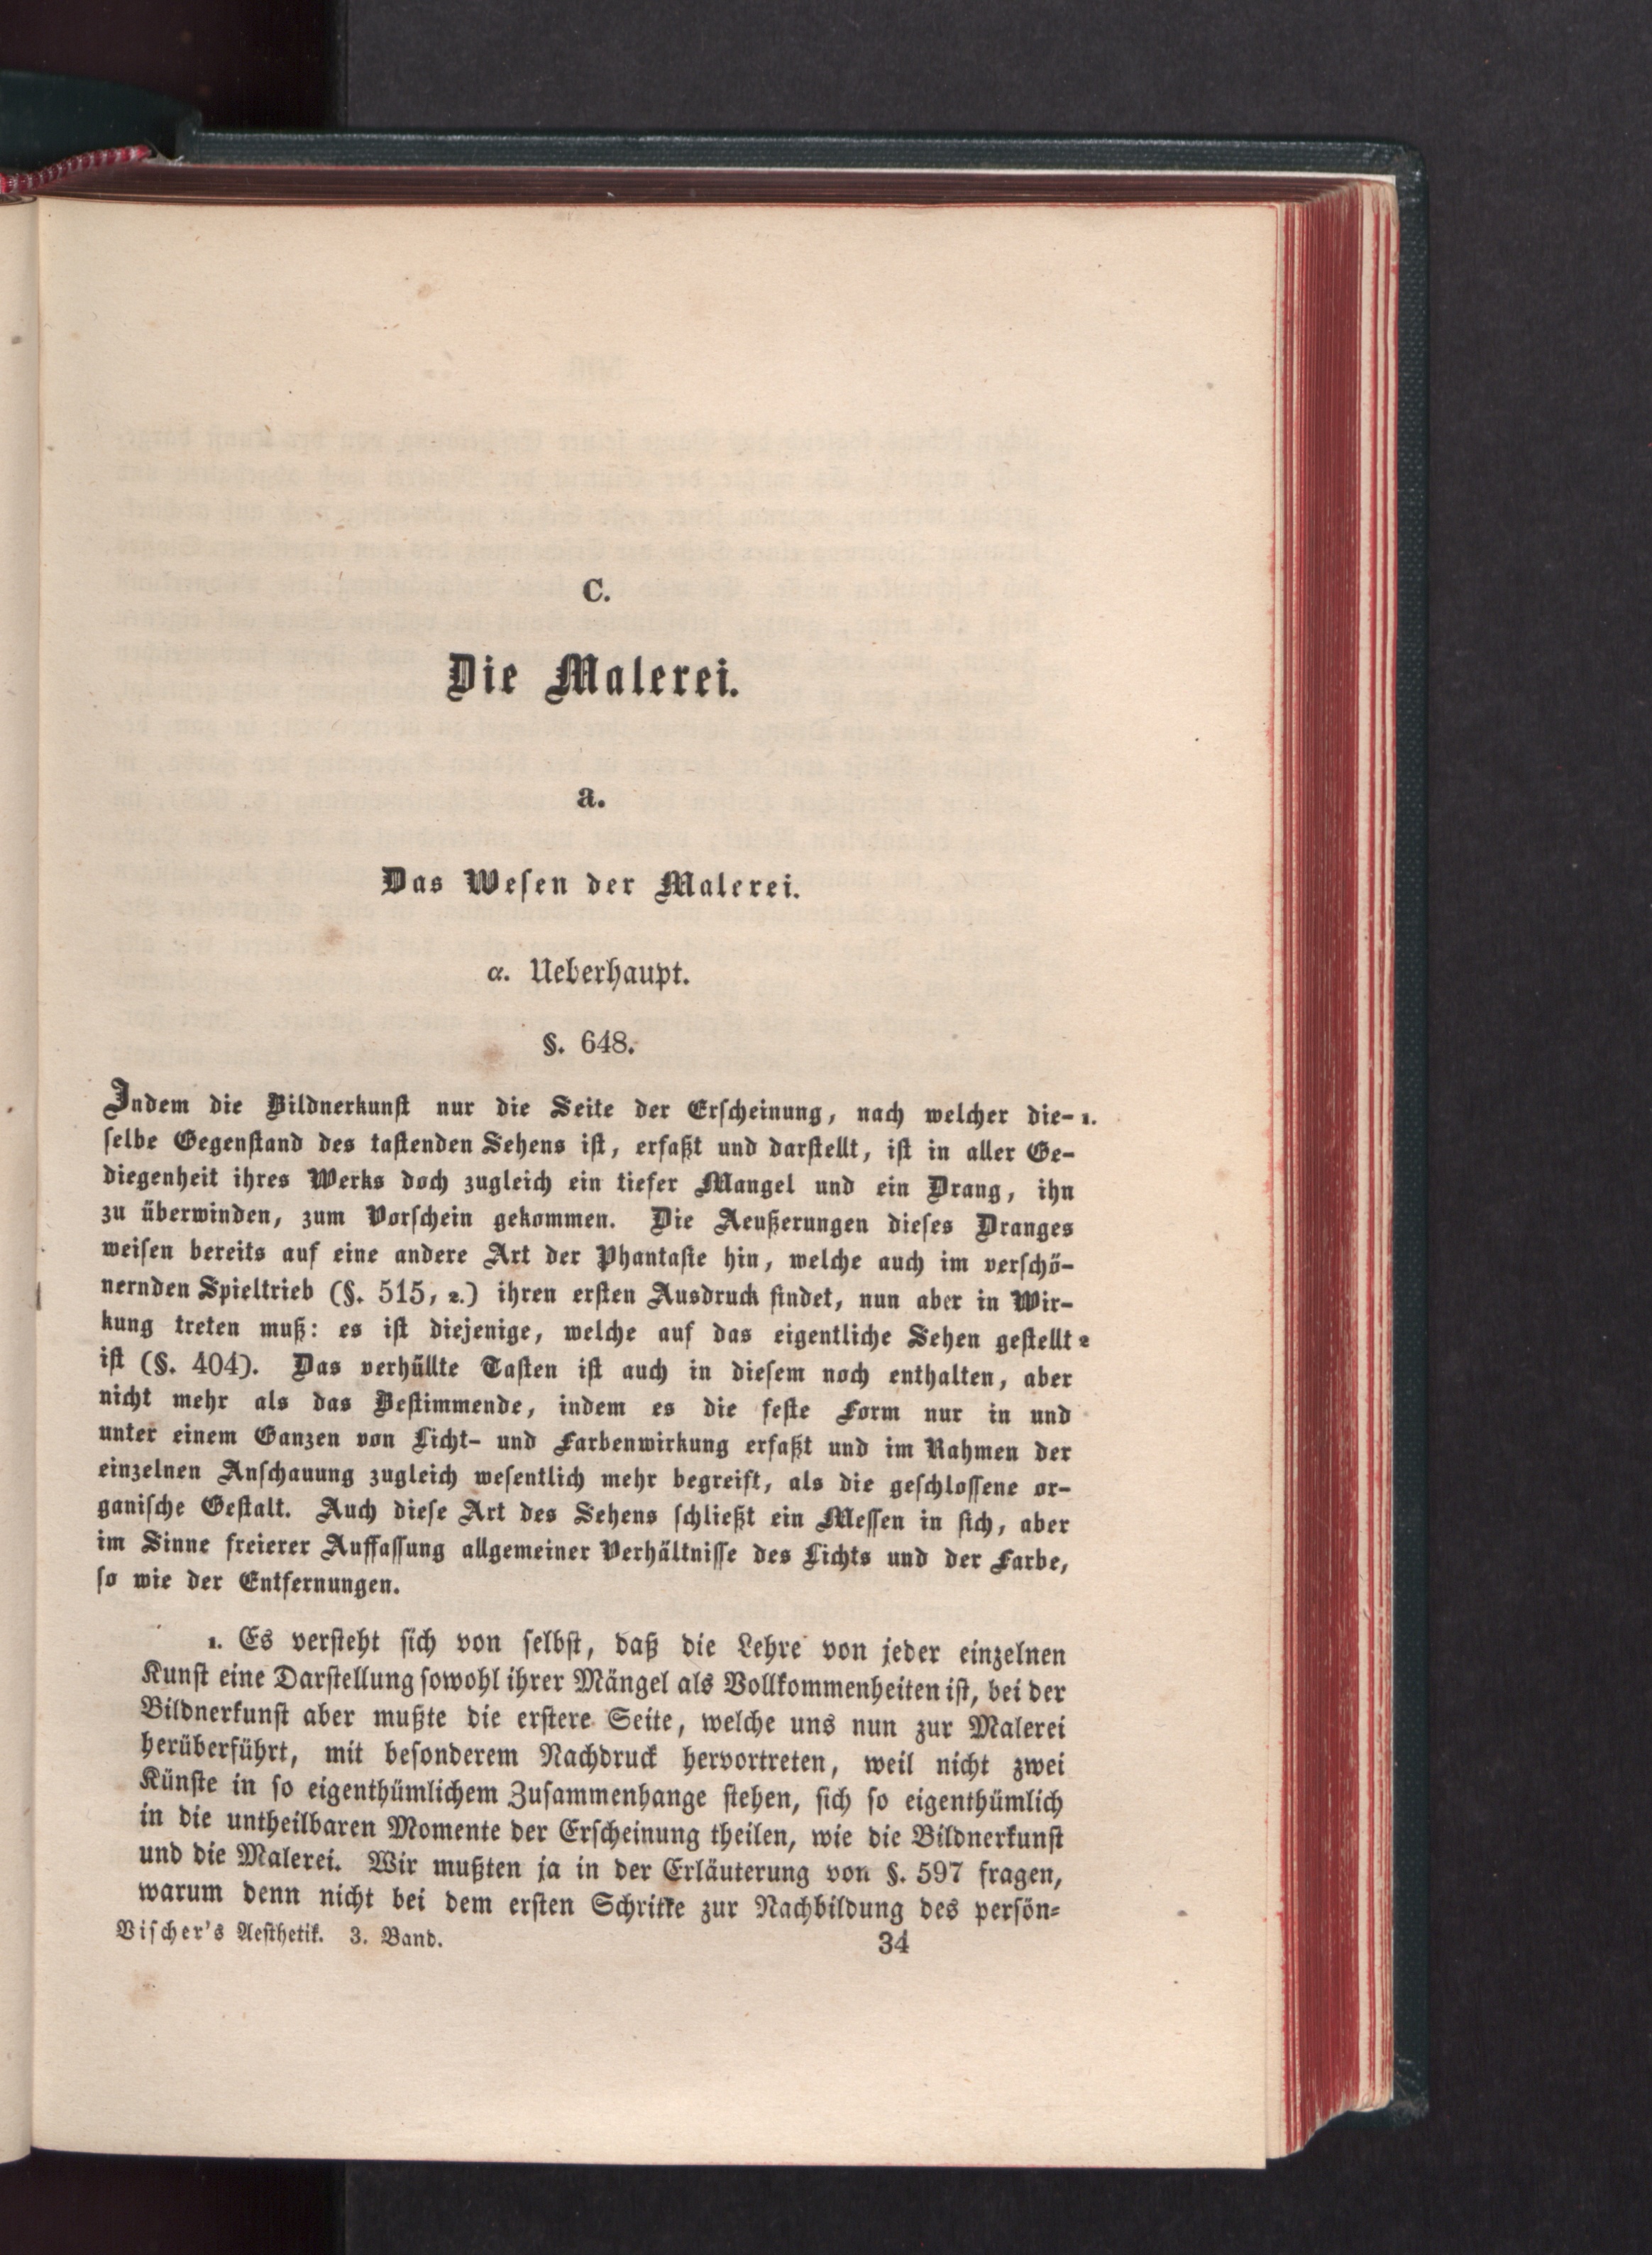 C.
Die Malerei.
a.
Das Wesen der Malerei.
α. Ueberhaupt.
§. 648.
Indem die Bildnerkunst nur die Seite der Erscheinung, nach welcher die- 1.
selbe Gegenstand des tastenden Sehens ist, erfaßt und darstellt, ist in aller Ge-
diegenheit ihres Werks doch zugleich ein tiefer Mangel und ein Drang, ihn
zu überwinden, zum Vorschein gekommen. Die Aeußerungen dieses Dranges
weisen bereits auf eine andere Art der Phantasie hin, welche auch im verschö-
nernden Spieltrieb (§. 515, 2.) ihren ersten Ausdruck findet, nun aber in Wir-
kung treten muß: es ist diejenige, welche auf das eigentliche Sehen gestellt 2
ist (§. 404). Das verhüllte Tasten ist auch in diesem noch enthalten, aber
nicht mehr als das Bestimmende, indem es die feste Form nur in und
unter einem Ganzen von Licht- und Farbenwirkung erfaßt und im Rahmen der
einzelnen Anschauung zugleich wesentlich mehr begreift, als die geschlossene or-
ganische Gestalt. Auch diese Art des Sehens schließt ein Messen in sich, aber
im Sinne freierer Auffassung allgemeiner Verhältnisse des Lichts und der Farbe,
so wie der Entfernungen.
1. Es versteht sich von selbst, daß die Lehre von jeder einzelnen
Kunst eine Darstellung sowohl ihrer Mängel als Vollkommenheiten ist, bei der
Bildnerkunst aber mußte die erstere Seite, welche uns nun zur Malerei
herüberführt, mit besonderem Nachdruck hervortreten, weil nicht zwei
Künste in so eigenthümlichem Zusammenhange stehen, sich so eigenthümlich
in die untheilbaren Momente der Erscheinung theilen, wie die Bildnerkunst
und die Malerei. Wir mußten ja in der Erläuterung von §. 597 fragen,
warum denn nicht bei dem ersten Schritte zur Nachbildung des persön-
Vischer's Aesthetik. 3. Band. 34